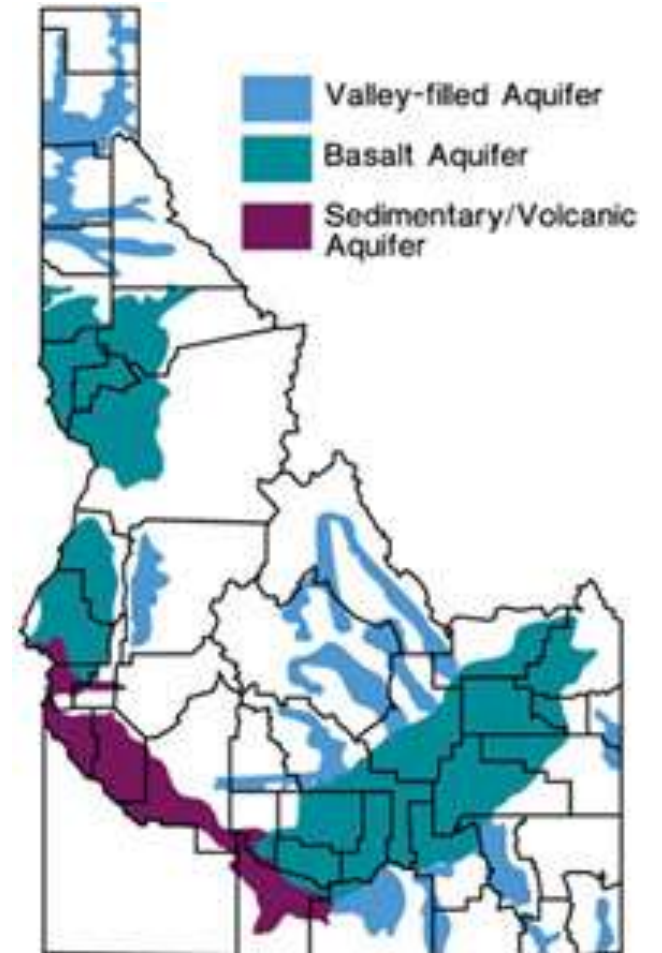 Valley-filled Aquifer
Basalt Aquifer
Sedimentary/Volcanic
Aquifer